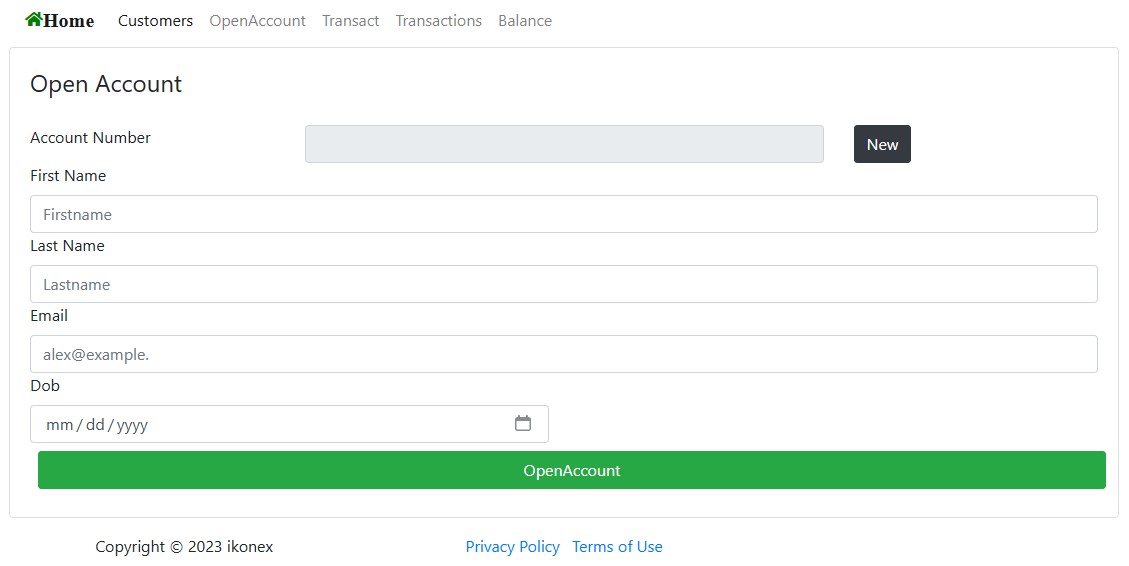 Home Customers OpenAccount Transact Transactions Balance
Open Account
Account Number New
First Name
Firstname
Last Name
Lastname
Email
alex@example.
Dob
mm/dd/yyyy
OpenAccount
Copyright © 2023 ikonex Privacy Policy Terms of Use